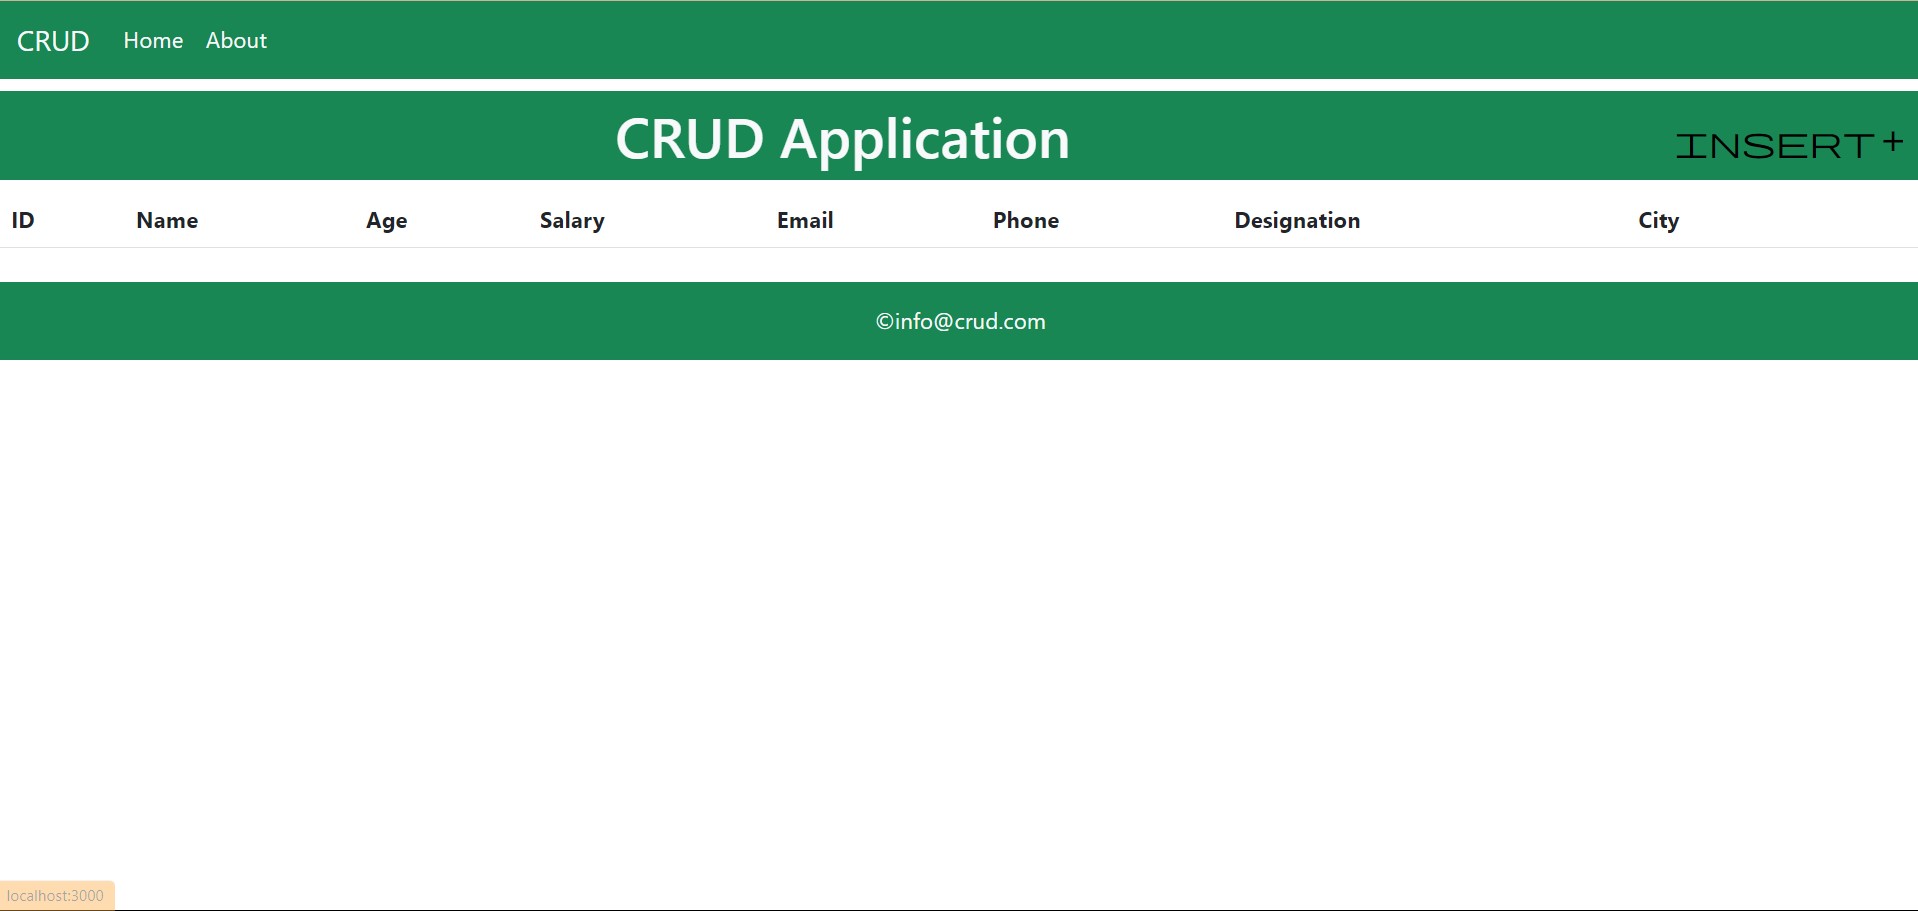 CRUD Home About
CRUD Application INSERT +
ID Name Age Salary Email Phone Designation City
©info@crud.com
localhost:3000